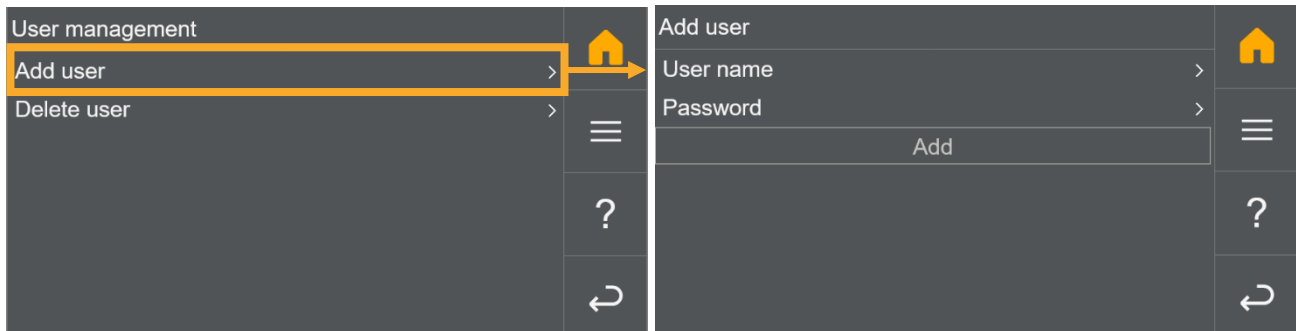 User management
Add user >
Delete user >
?
Add user
User name >
Password >
Add
?